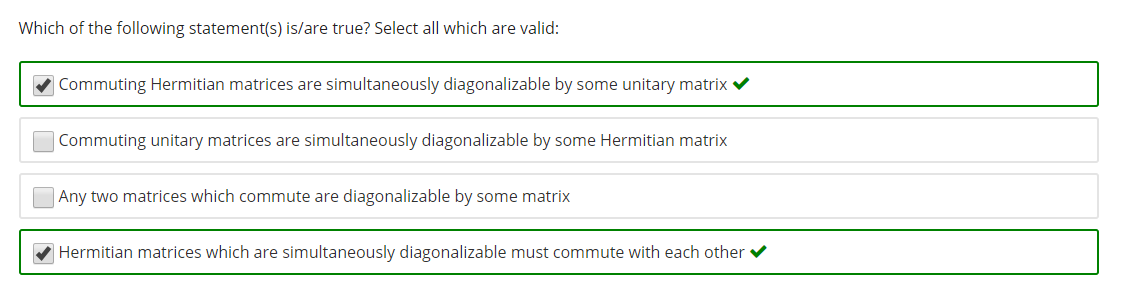 Which of the following statement(s) is/are true? Select all which are valid:
Commuting Hermitian matrices are simultaneously diagonalizable by some unitary matrix
Commuting unitary matrices are simultaneously diagonalizable by some Hermitian matrix
Any two matrices which commute are diagonalizable by some matrix
Hermitian matrices which are simultaneously diagonalizable must commute with each other